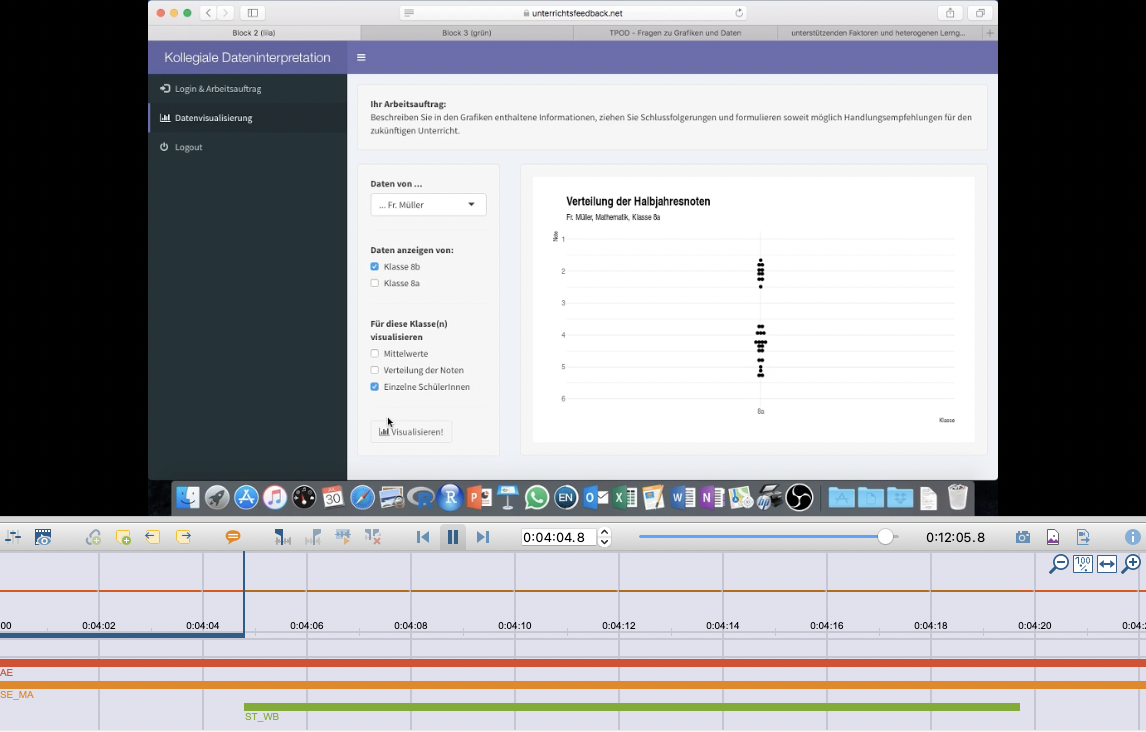 unterrichtsfeedback.net
Block 2 (lila)
Block 3 (grün)
TPOD - Fragen zu Grafiken und Daten
unterstützenden Faktoren und heterogenen Lerng...
Kollegiale Dateninterpretation
Login & Arbeitsauftrag
Datenvisualisierung
Logout
Ihr Arbeitsauftrag:
Beschreiben Sie in den Grafiken enthaltene Informationen, ziehen Sie Schlussfolgerungen und formulieren soweit möglich Handlungsempfehlungen für den
zukünftigen Unterricht.
Daten von ...
... Fr. Müller
Daten anzeigen von:
Klasse 8b
Klasse 8a
Für diese Klasse(n)
visualisieren
Mittelwerte
Verteilung der Noten
Einzelne SchülerInnen
Visualisieren!
Verteilung der Halbjahresnoten
Fr. Müller, Mathematik, Klasse 8a
Note
1
2
3
4
5
6
8a
Klasse
30
EN
0:04:04.8
0:12:05.8
100
%
00
0:04:02
0:04:04
0:04:06
0:04:08
0:04:10
0:04:12
0:04:14
0:04:16
0:04:18
0:04:20
0:04:2
AE
SE_MA
ST_WB